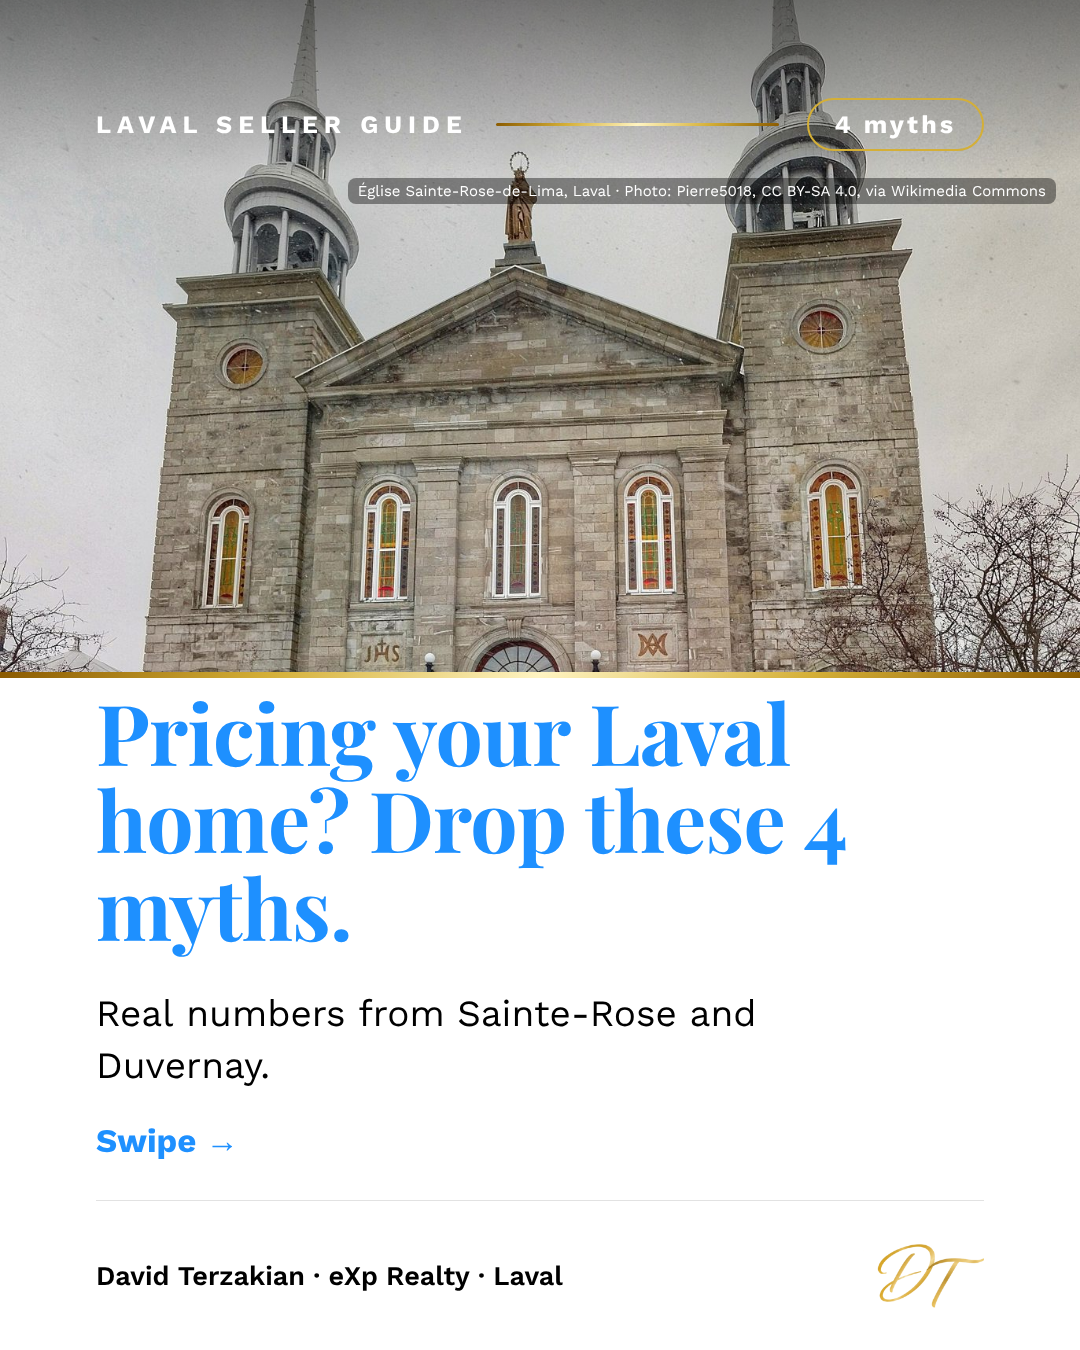 LAVAL SELLER GUIDE
4 myths
Église Sainte-Rose-de-Lima, Laval · Photo: Pierre5018, CC BY-SA 4.0, via Wikimedia Commons
JHS
Pricing your Laval
home? Drop these 4
myths.
Real numbers from Sainte-Rose and
Duvernay.
Swipe →
David Terzakian · eXp Realty · Laval
DT